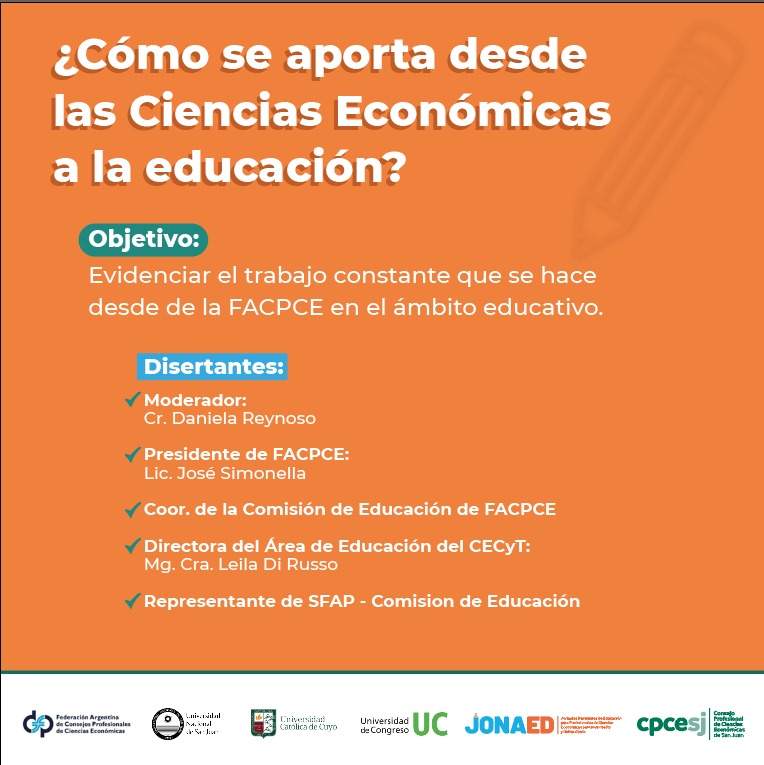 ¿Cómo se aporta desde
las Ciencias Económicas
a la educación?
Objetivo:
Evidenciar el trabajo constante que se hace
desde de la FACPCE en el ámbito educativo.
Disertantes:
Moderador:
Cr. Daniela Reynoso
Presidente de FACPCE:
Lic. José Simonella
Coor. de la Comisión de Educación de FACPCE
Directora del Área de Educación del CECyT:
Mg. Cra. Leila Di Russo
Representante de SFAP - Comision de Educación
Federación Argentina
de Consejos Profesionales
de Ciencias Económicas
Universidad
Nacional
de San Juan
Universidad
Católica de Cuyo
Universidad
de Congreso
UC
JONAED
cpcesj
Consejo
Profesional
de Ciencias
Económicas
de San Juan